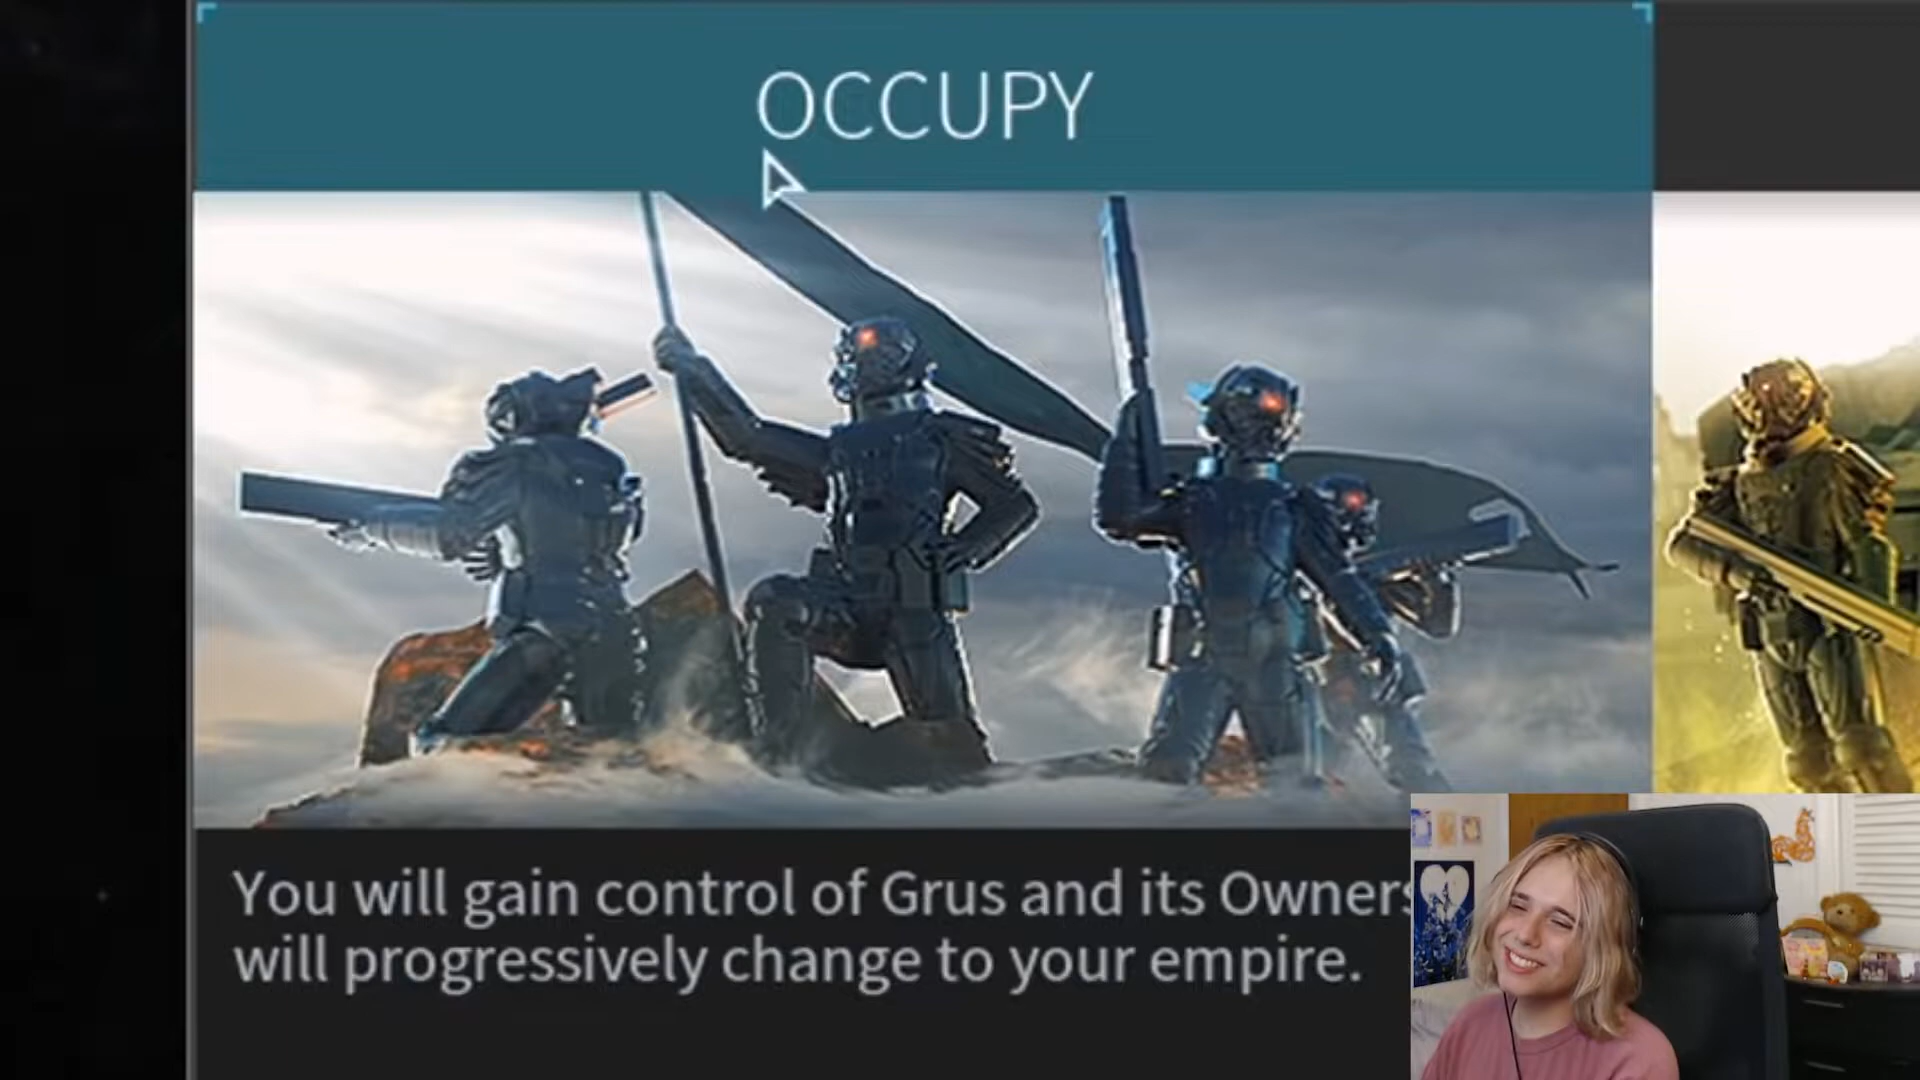 OCCUPY
You will gain control of Grus and its Owners
will progressively change to your empire.